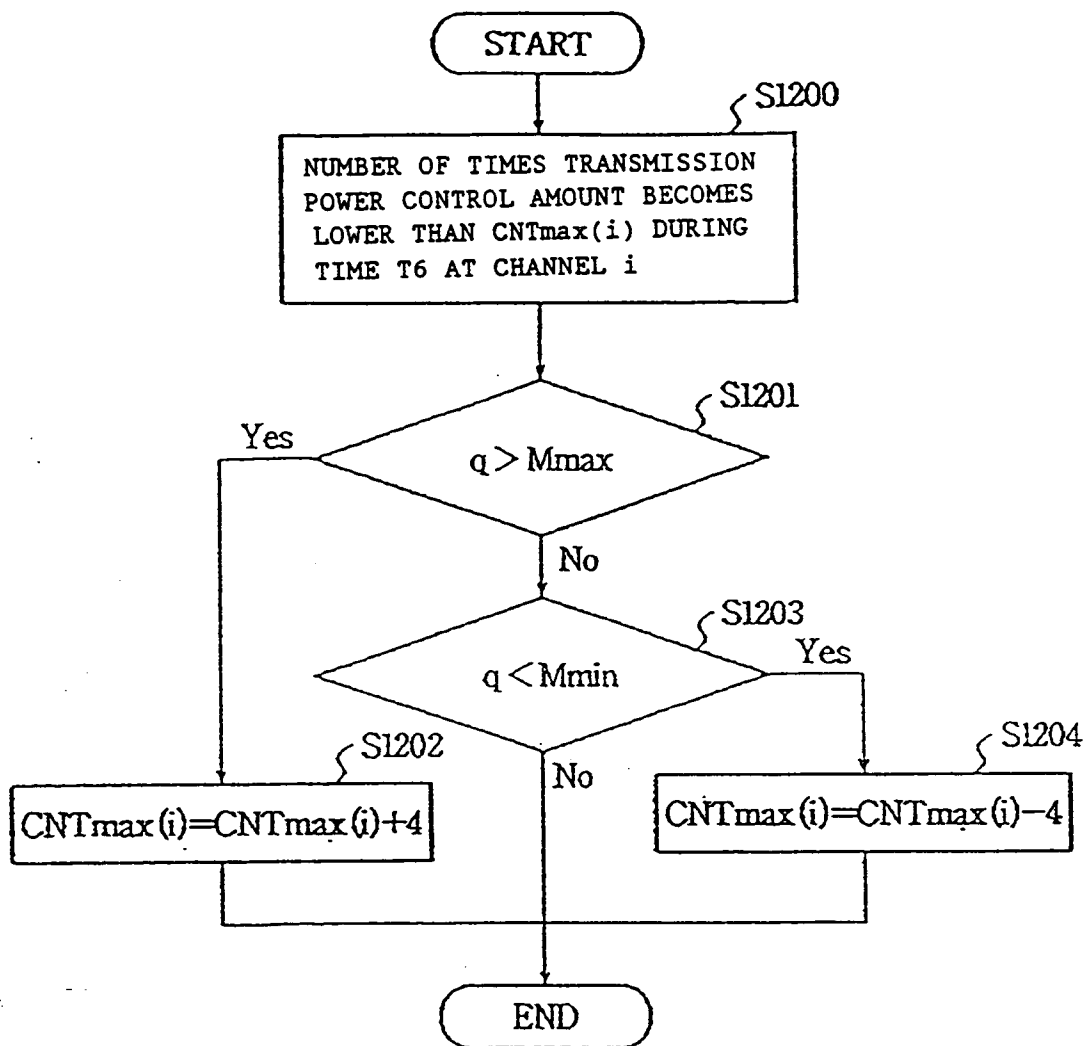 START
S1200
NUMBER OF TIMES TRANSMISSION
POWER CONTROL AMOUNT BECOMES
LOWER THAN CNTmax(i) DURING
TIME T6 AT CHANNEL i
S1201
Yes
q>Mmax
No
S1203
Yes
q<Mmin
S1202
No
S1204
CNTmax(i)=CNTmax(i)+4
CNTmax(i)=CNTmax(i)-4
END